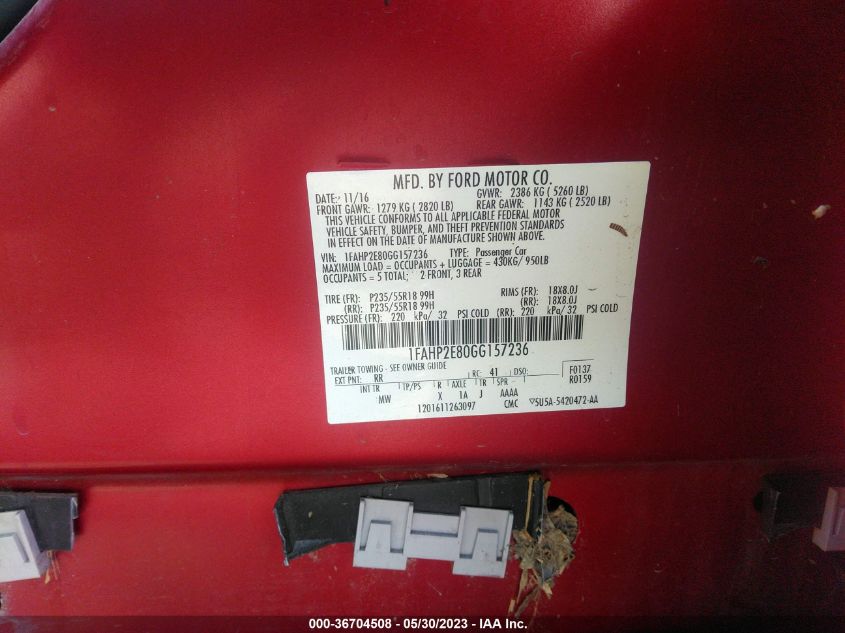 MFD. BY FORD MOTOR CO.
DATE: 11/16 GVWR: 2386 KG ( 5260 LB)
FRONT GAWR: 1279 KG ( 2820 LB) REAR GAWR: 1143 KG ( 2520 LB)
THIS VEHICLE CONFORMS TO ALL APPLICABLE FEDERAL MOTOR
VEHICLE SAFETY, BUMPER, AND THEFT PREVENTION STANDARDS
IN EFFECT ON THE DATE OF MANUFACTURE SHOWN ABOVE.
VIN: 1FAHP2E80GG157236 TYPE: Passenger Car
MAXIMUM LOAD = OCCUPANTS + LUGGAGE = 430KG/ 950LB
OCCUPANTS = 5 TOTAL; 2 FRONT, 3 REAR
TIRE (FR): P235/55R18 99H RIMS (FR): 18X8.0J
(RR): P235/55R18 99H (RR): 18X8.0J
PRESSURE (FR): 220 kPa/ 32 PSI COLD (RR): 220 kPa/ 32 PSI COLD
1FAHP2E80GG157236
TRAILER TOWING - SEE OWNER GUIDE
EXT PNT: RR RC: 41 DSO: F0137
INT TR TP/PS R AXLE TR SPR R0159
MW X 1A J AAAA
1201611263097 CMC ▽5U5A-5420472-AA
000-36704508 — 05/30/2023 — IAA Inc.